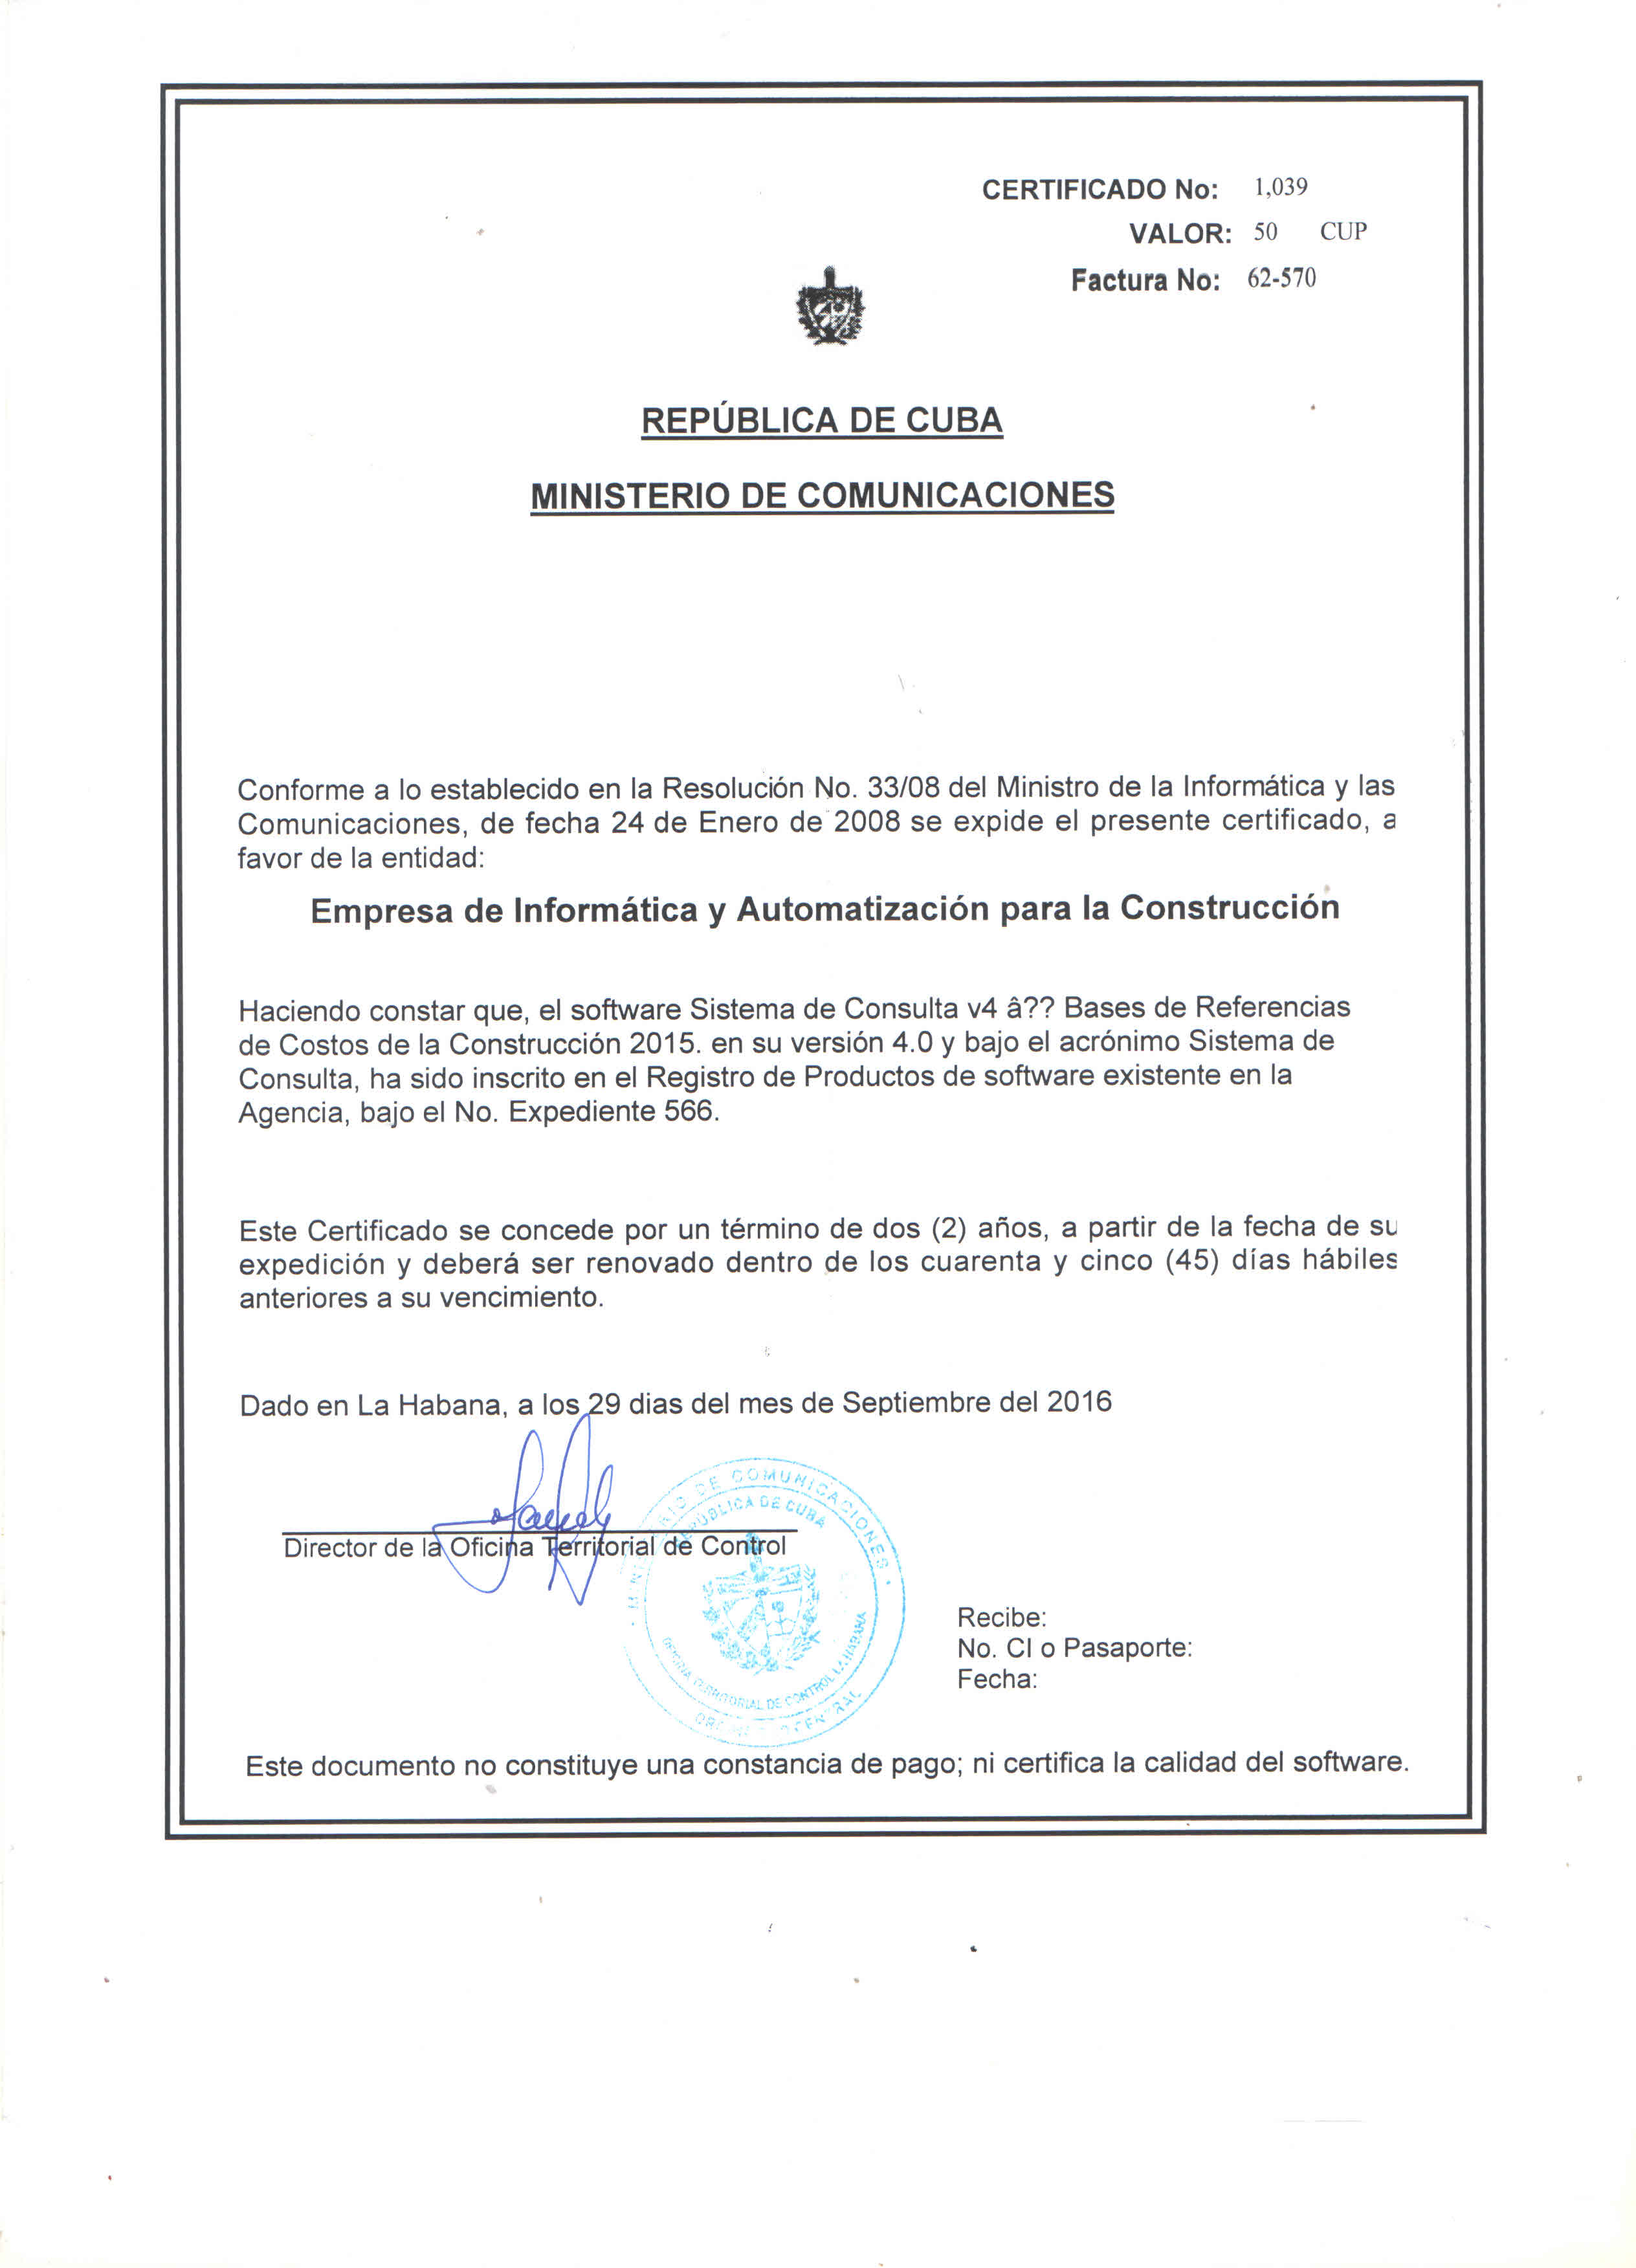 CERTIFICADO No: 1,039
VALOR: 50 CUP
Factura No: 62-570
REPÚBLICA DE CUBA
MINISTERIO DE COMUNICACIONES
Conforme a lo establecido en la Resolución No. 33/08 del Ministro de la Informática y las
Comunicaciones, de fecha 24 de Enero de 2008 se expide el presente certificado, a
favor de la entidad:
Empresa de Informática y Automatización para la Construcción
Haciendo constar que, el software Sistema de Consulta v4 â?? Bases de Referencias
de Costos de la Construcción 2015. en su versión 4.0 y bajo el acrónimo Sistema de
Consulta, ha sido inscrito en el Registro de Productos de software existente en la
Agencia, bajo el No. Expediente 566.
Este Certificado se concede por un término de dos (2) años, a partir de la fecha de su
expedición y deberá ser renovado dentro de los cuarenta y cinco (45) días hábiles
anteriores a su vencimiento.
Dado en La Habana, a los 29 dias del mes de Septiembre del 2016
Director de la Oficina Territorial de Control
MINISTERIO DE COMUNICACIONES
REPÚBLICA DE CUBA
OFICINA TERRITORIAL DE CONTROL LA HABANA
CENTRAL
Recibe:
No. CI o Pasaporte:
Fecha:
Este documento no constituye una constancia de pago; ni certifica la calidad del software.